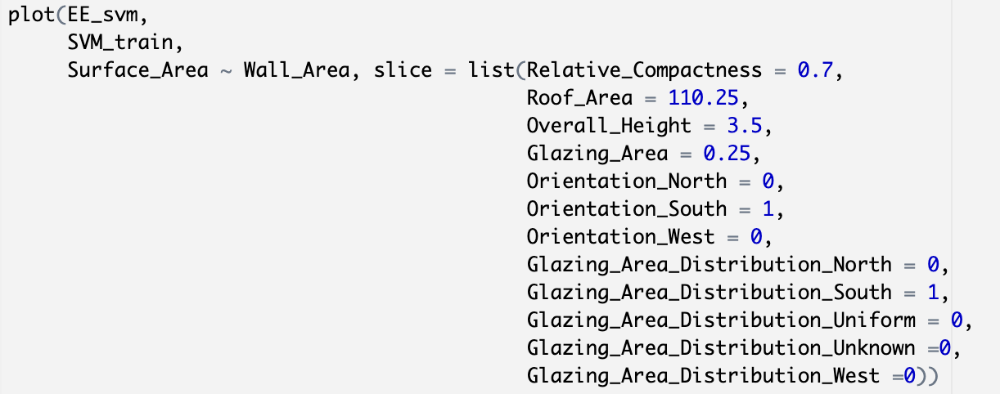 plot(EE_svm,
SVM_train,
Surface_Area ~ Wall_Area, slice = list(Relative_Compactness = 0.7,
Roof_Area = 110.25,
Overall_Height = 3.5,
Glazing_Area = 0.25,
Orientation_North = 0,
Orientation_South = 1,
Orientation_West = 0,
Glazing_Area_Distribution_North = 0,
Glazing_Area_Distribution_South = 1,
Glazing_Area_Distribution_Uniform = 0,
Glazing_Area_Distribution_Unknown =0,
Glazing_Area_Distribution_West =0))